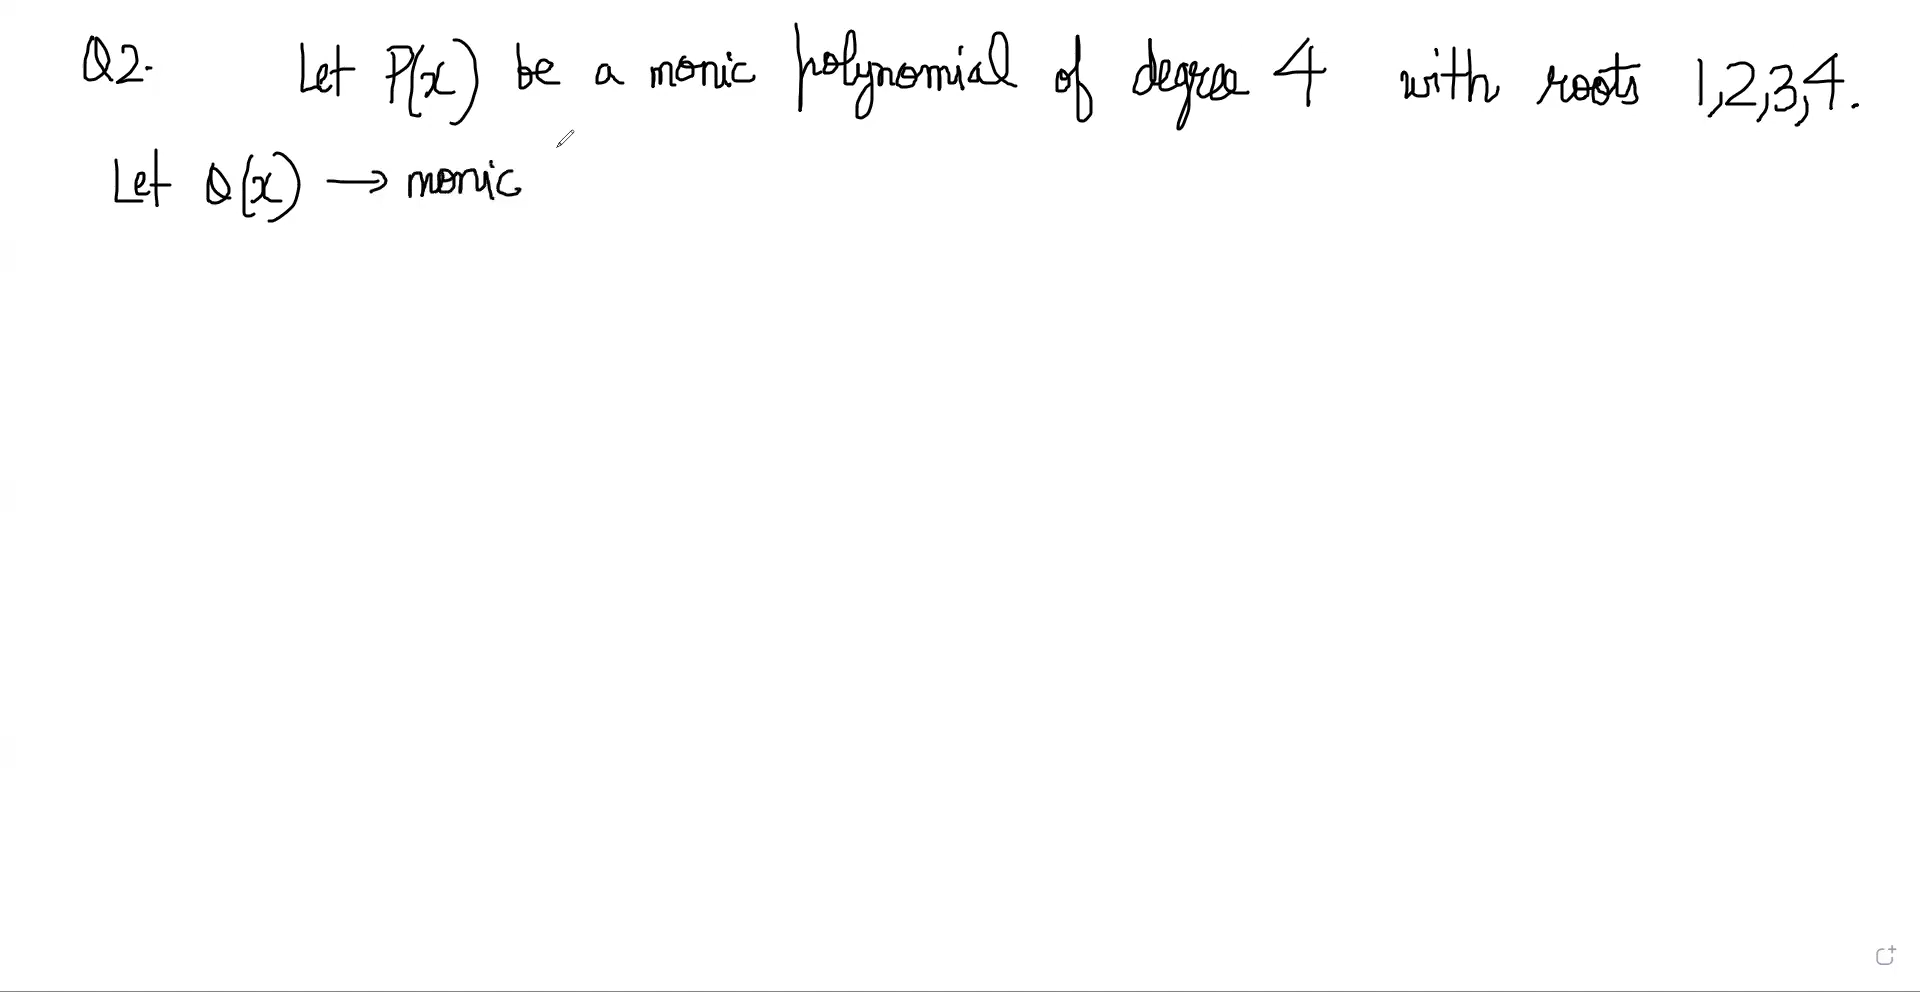 Q2. Let P(x) be a monic polynomial of degree 4 with roots 1,2,3,4.
Let Q(x) → monic